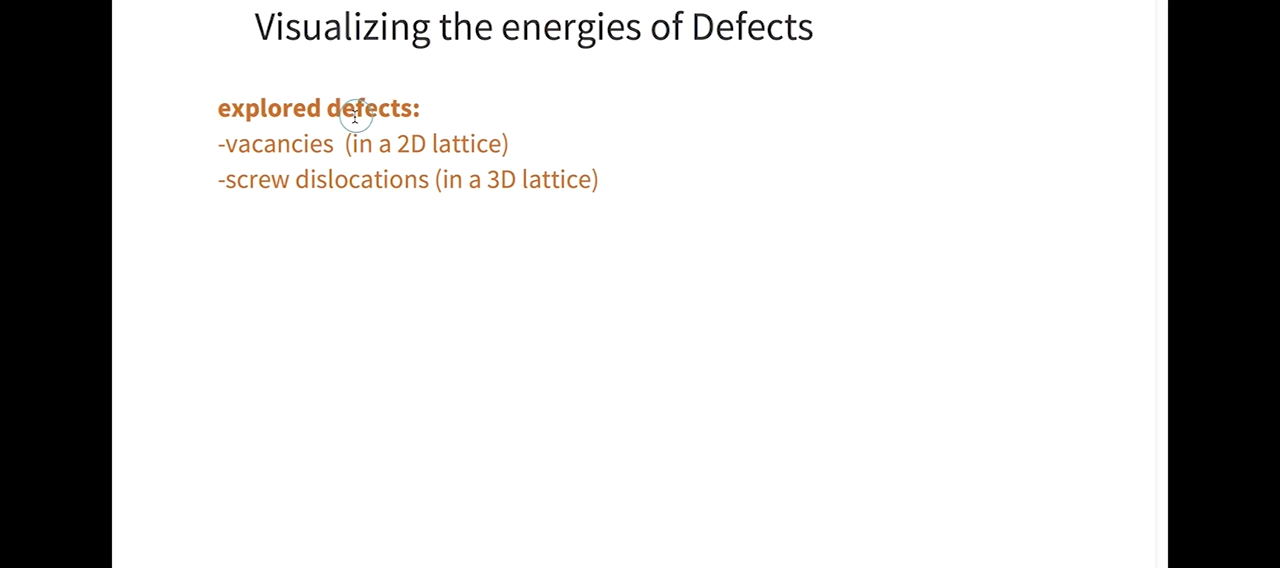 Visualizing the energies of Defects
explored defects:
-vacancies  (in a 2D lattice)
-screw dislocations (in a 3D lattice)